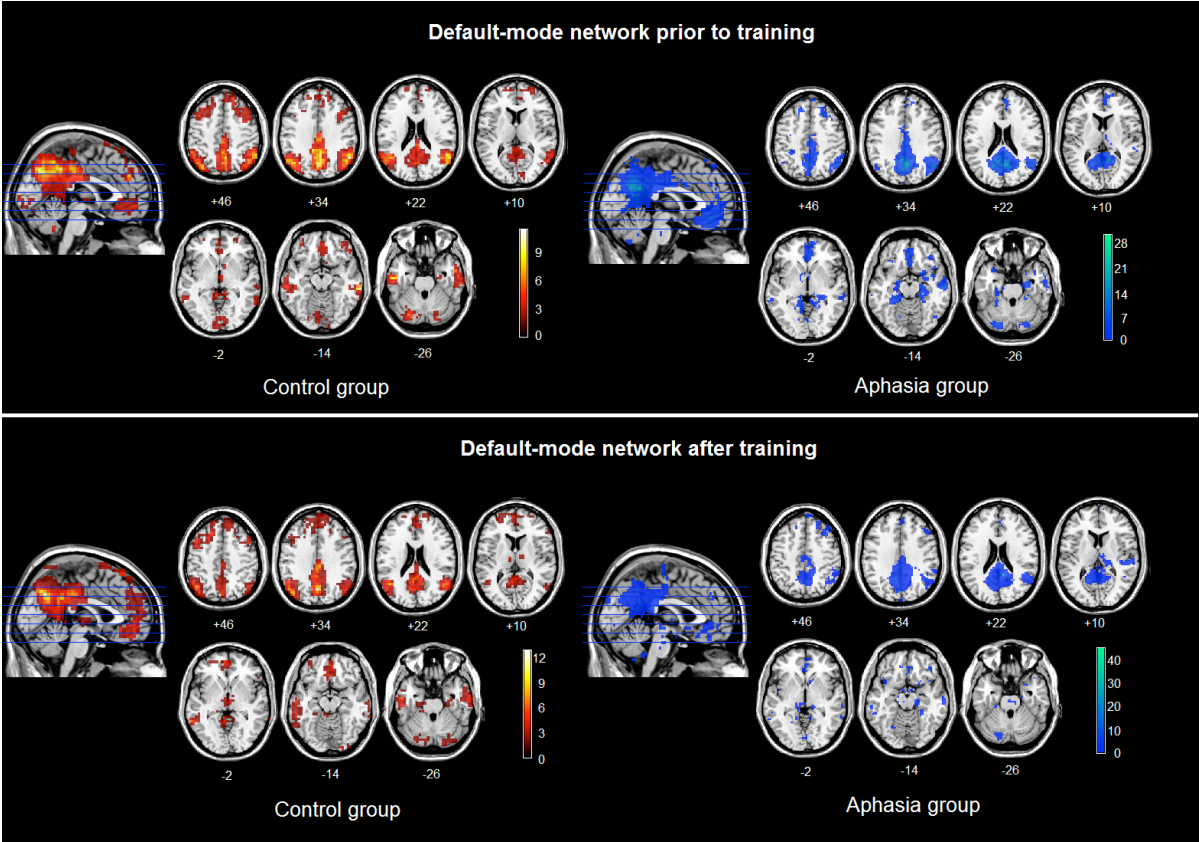 Default-mode network prior to training
+46 +34 +22 +10
-2 -14 -26
9
6
3
0
Control group
+46 +34 +22 +10
-2 -14 -26
28
21
14
7
0
Aphasia group
Default-mode network after training
+46 +34 +22 +10
-2 -14 -26
12
9
6
3
0
Control group
+46 +34 +22 +10
-2 -14 -26
40
30
20
10
0
Aphasia group